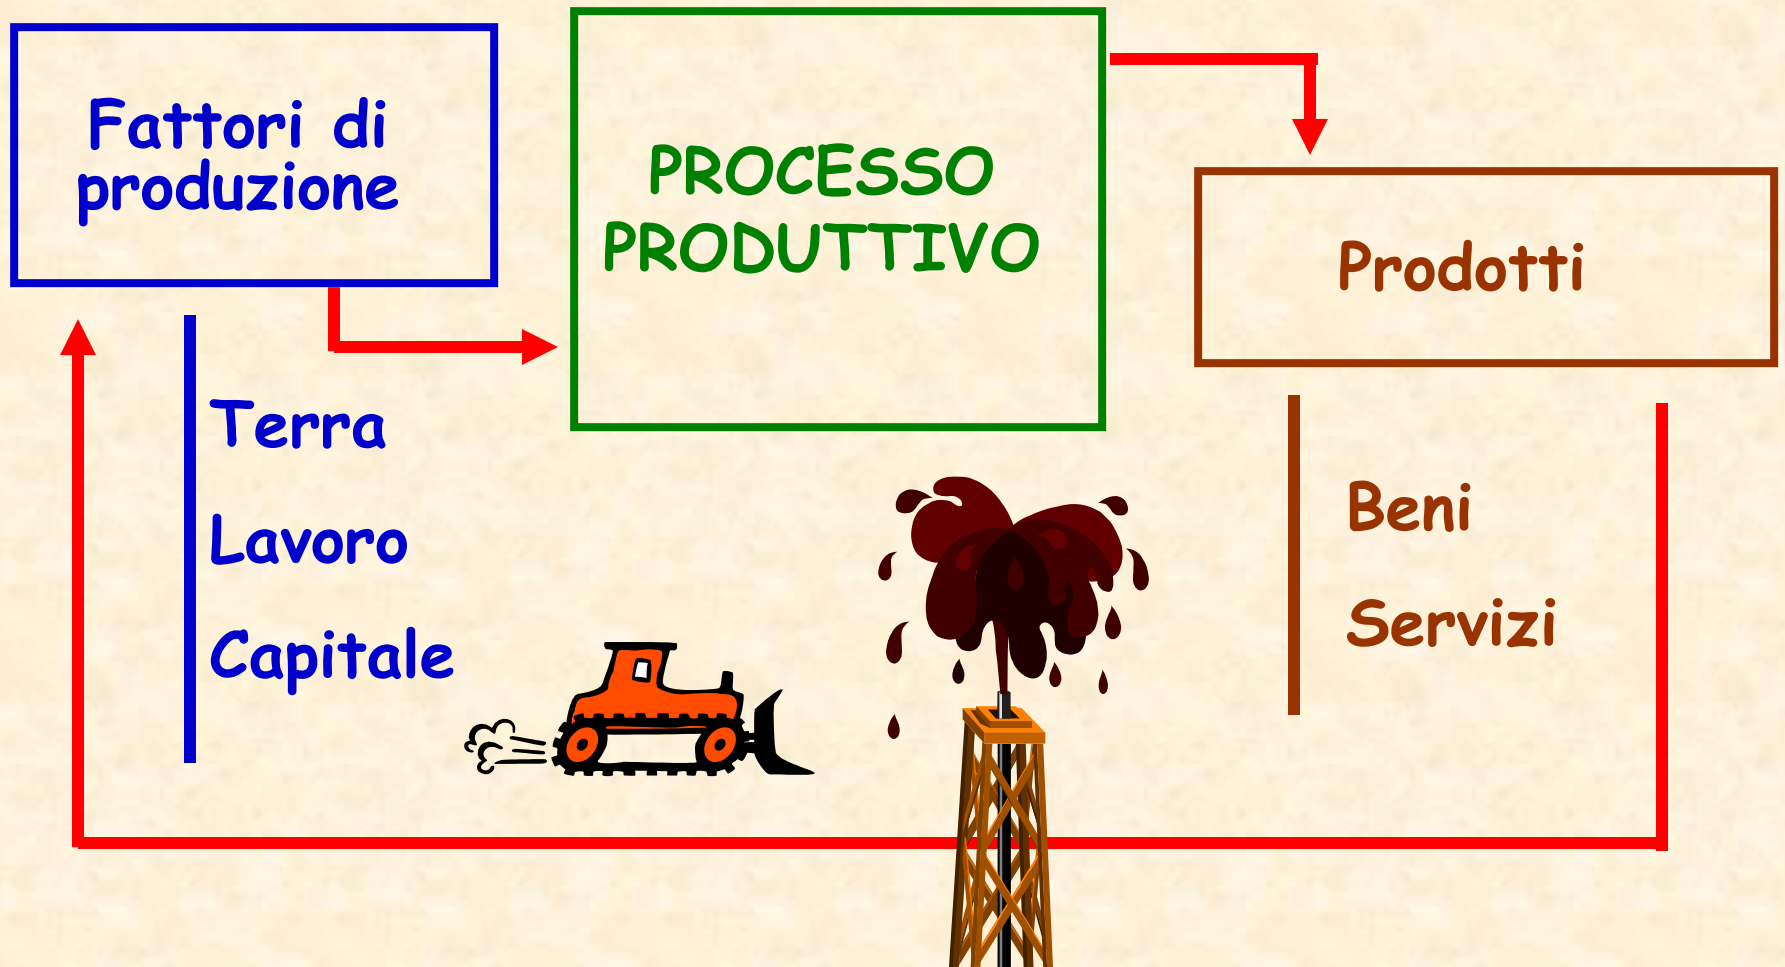 Fattori di
produzione
PROCESSO
PRODUTTIVO
Prodotti
Terra
Lavoro
Capitale
Beni
Servizi